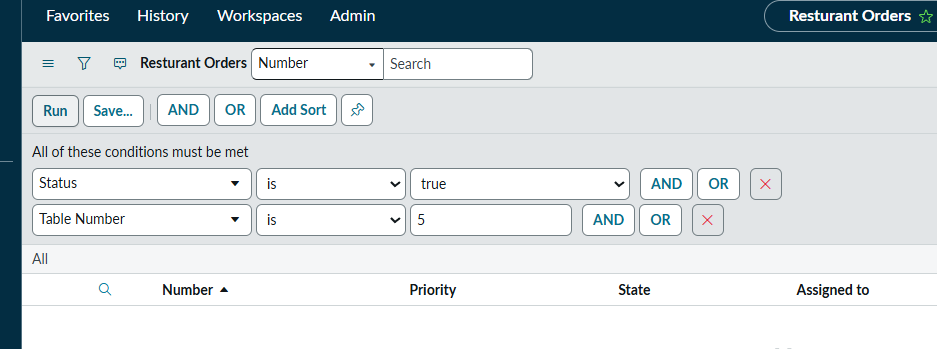 Favorites History Workspaces Admin Resturant Orders
Resturant Orders Number Search
Run Save... AND OR Add Sort
All of these conditions must be met
Status is true AND OR
Table Number is 5 AND OR
All
Number Priority State Assigned to